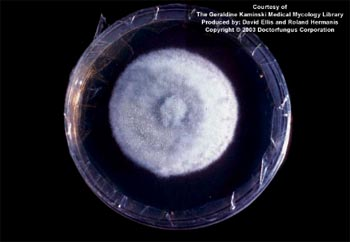 Courtesy of
The Geraldine Kaminski Medical Mycology Library
Produced by: David Ellis and Roland Hermanis
Copyright © 2003 Doctorfungus Corporation